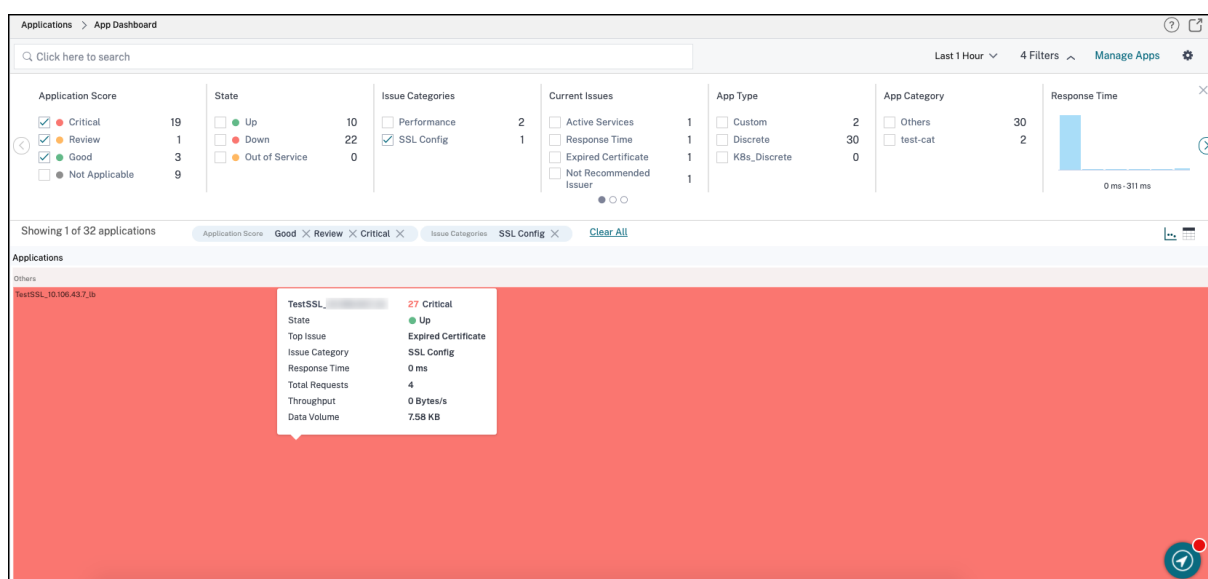 Applications > App Dashboard
Click here to search
Last 1 Hour
4 Filters
Manage Apps
Application Score
Critical 19
Review 1
Good 3
Not Applicable 9
State
Up 10
Down 22
Out of Service 0
Issue Categories
Performance 2
SSL Config 1
Current Issues
Active Services 1
Response Time 1
Expired Certificate 1
Not Recommended
Issuer 1
App Type
Custom 2
Discrete 30
K8s_Discrete 0
App Category
Others 30
test-cat 2
Response Time
0 ms - 311 ms
Showing 1 of 32 applications
Application Score Good Review Critical
Issue Categories SSL Config
Clear All
Applications
Others
TestSSL_10.106.43.7_lb
TestSSL_ 27 Critical
State Up
Top Issue Expired Certificate
Issue Category SSL Config
Response Time 0 ms
Total Requests 4
Throughput 0 Bytes/s
Data Volume 7.58 KB